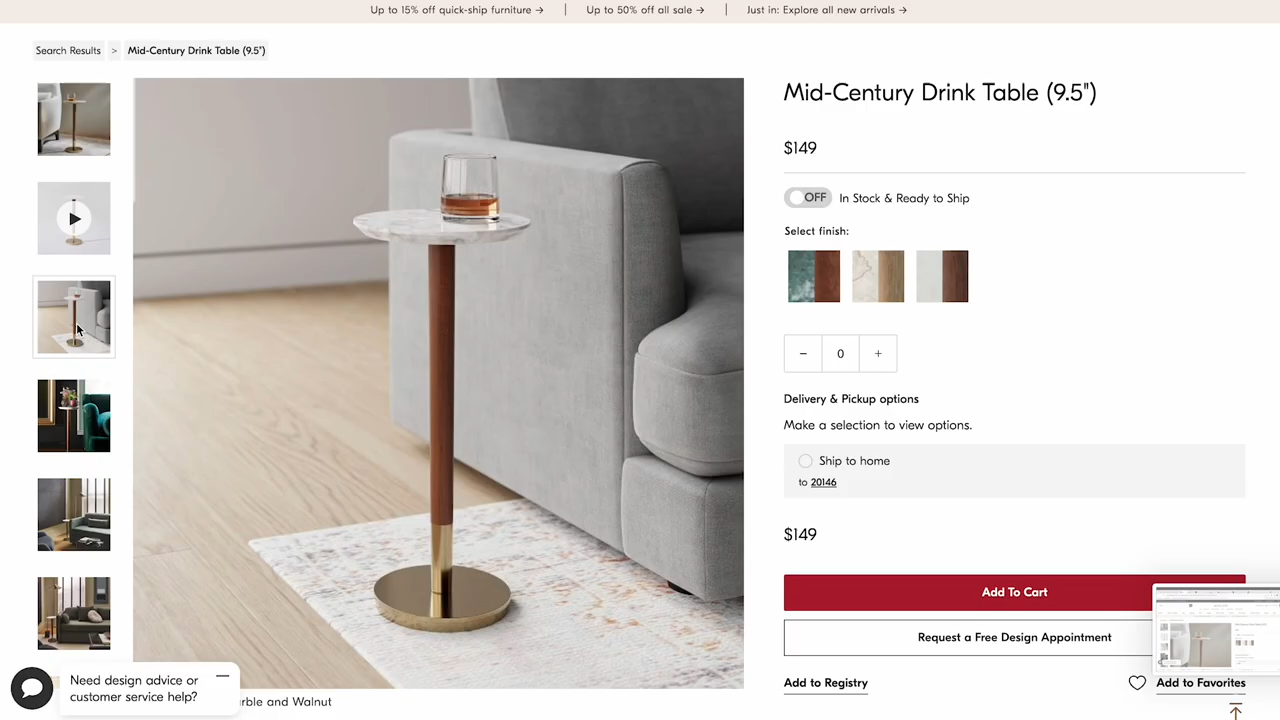 Up to 15% off quick-ship furniture →
Up to 50% off all sale →
Just in: Explore all new arrivals →
Search Results > Mid-Century Drink Table (9.5")
Mid-Century Drink Table (9.5")
$149
OFF In Stock & Ready to Ship
Select finish:
− 0 +
Delivery & Pickup options
Make a selection to view options.
Ship to home
to 20146
$149
Add To Cart
Request a Free Design Appointment
Add to Registry
Add to Favorites
Need design advice or
customer service help?
rble and Walnut